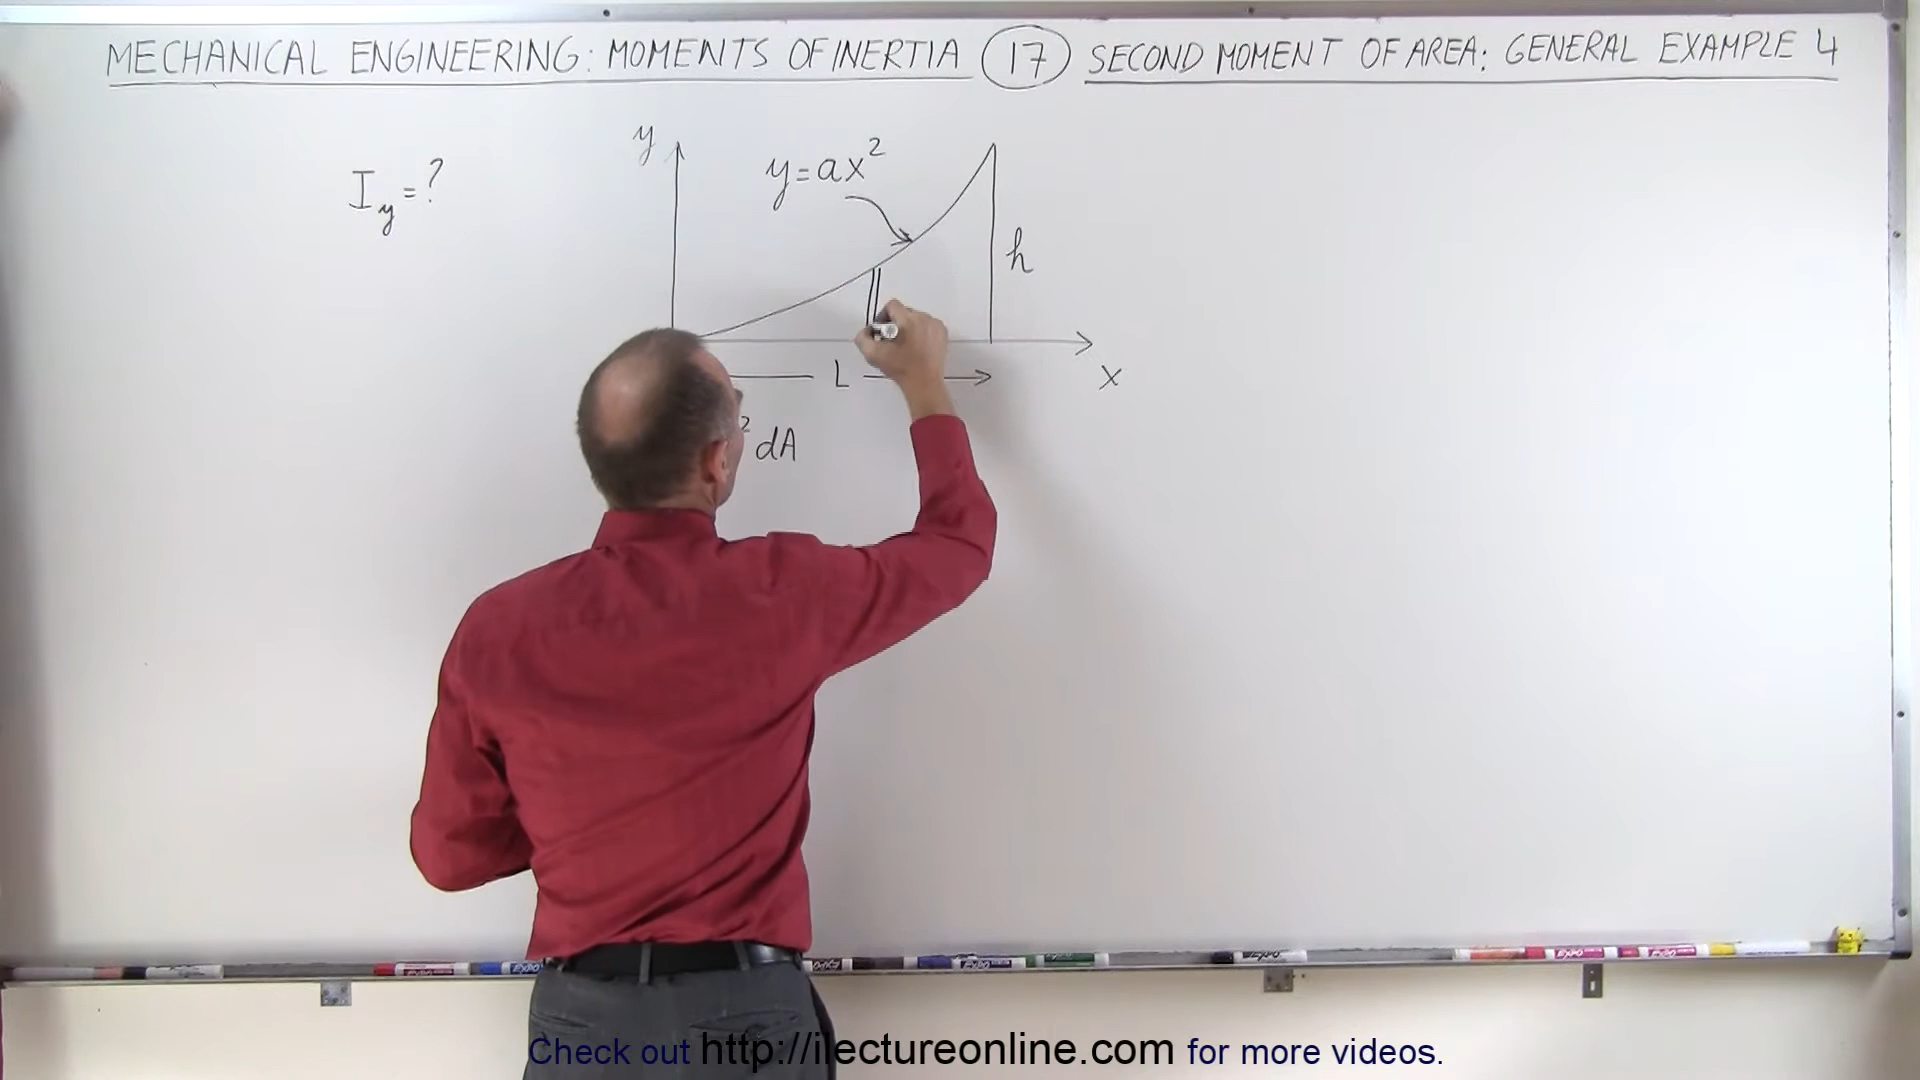 MECHANICAL ENGINEERING: MOMENTS OF INERTIA 17 SECOND MOMENT OF AREA: GENERAL EXAMPLE 4
I_y = ?
y
y = ax²
h
L
x
² dA
Check out http://ilectureonline.com for more videos.